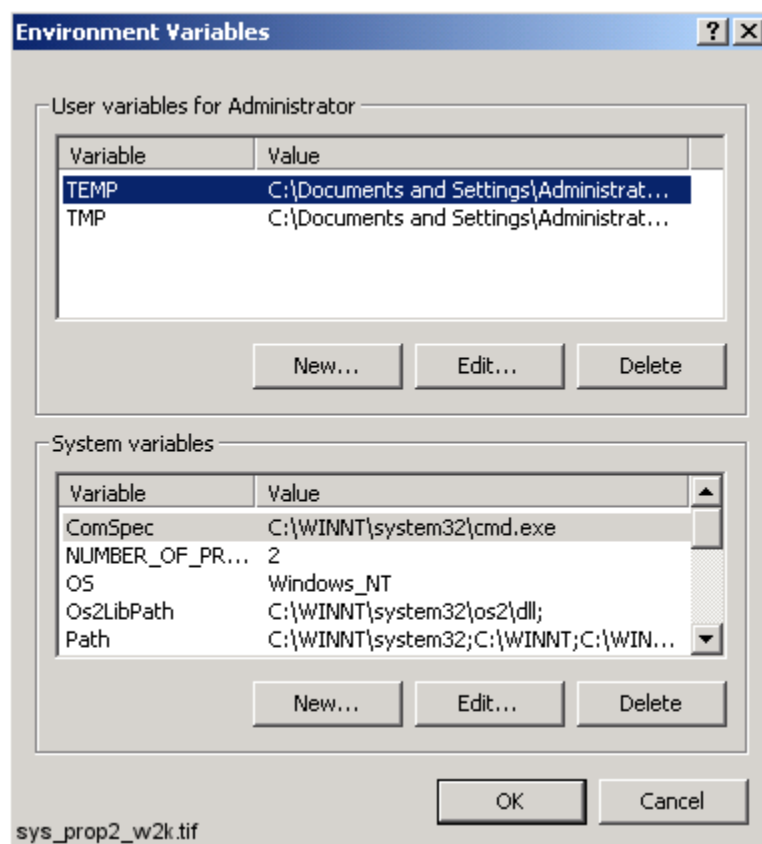 Environment Variables
User variables for Administrator
Variable Value
TEMP C:\Documents and Settings\Administrat...
TMP C:\Documents and Settings\Administrat...
New... Edit... Delete
System variables
Variable Value
ComSpec C:\WINNT\system32\cmd.exe
NUMBER_OF_PR... 2
OS Windows_NT
Os2LibPath C:\WINNT\system32\os2\dll;
Path C:\WINNT\system32;C:\WINNT;C:\WIN...
New... Edit... Delete
OK Cancel
sys_prop2_w2k.tif